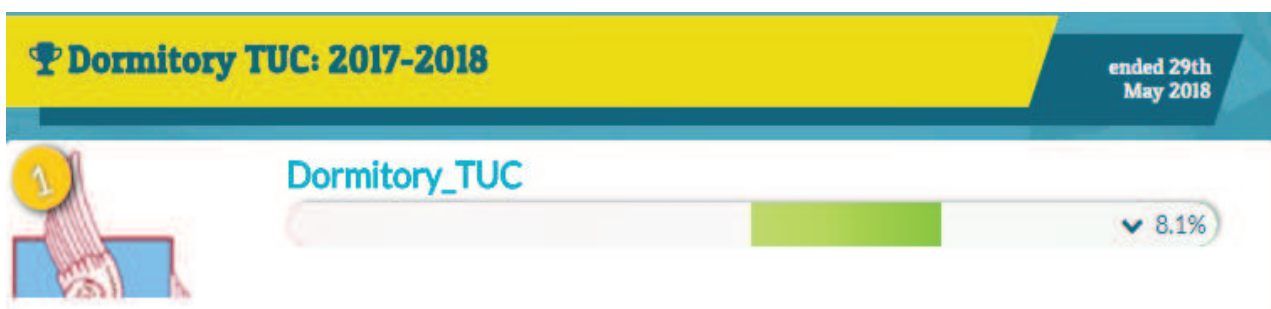 Dormitory TUC: 2017-2018
ended 29th
May 2018
1
Dormitory_TUC
8.1%